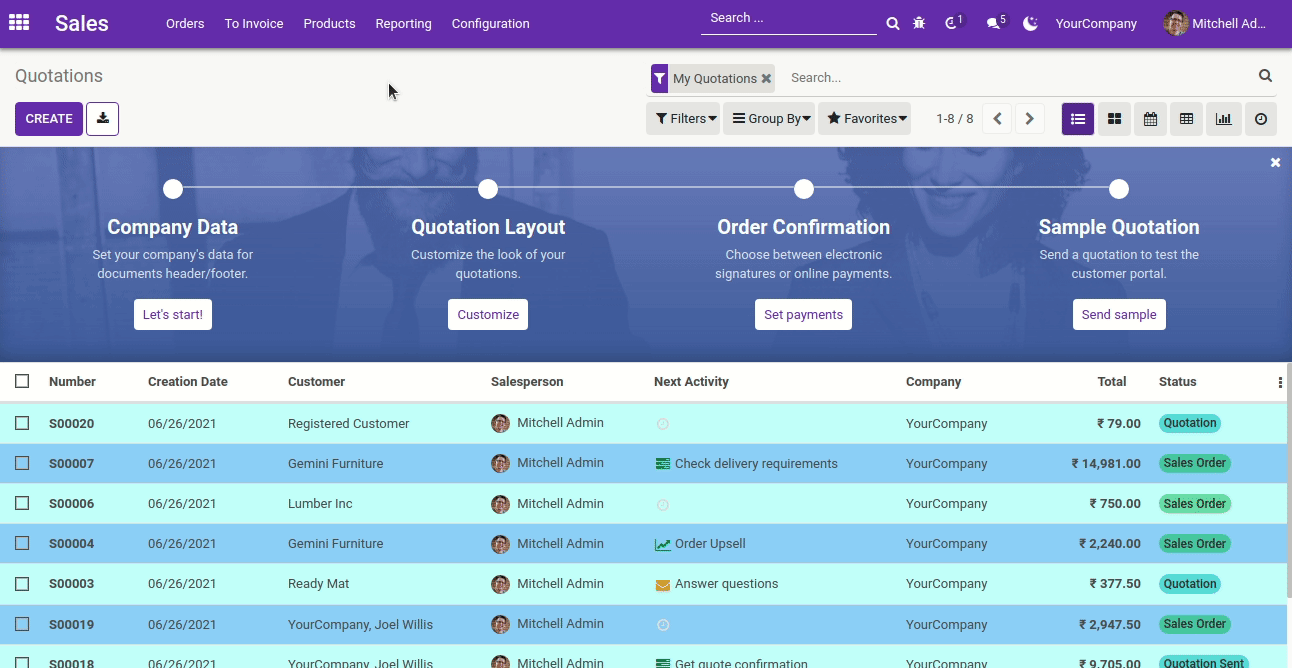 Sales Orders To Invoice Products Reporting Configuration Search ... 1 5 YourCompany Mitchell Ad...
Quotations My Quotations Search...
CREATE Filters Group By Favorites 1-8 / 8
Company Data Quotation Layout Order Confirmation Sample Quotation
Set your company's data for Customize the look of your Choose between electronic Send a quotation to test the
documents header/footer. quotations. signatures or online payments. customer portal.
Let's start! Customize Set payments Send sample
Number Creation Date Customer Salesperson Next Activity Company Total Status
S00020 06/26/2021 Registered Customer Mitchell Admin YourCompany ₹ 79.00 Quotation
S00007 06/26/2021 Gemini Furniture Mitchell Admin Check delivery requirements YourCompany ₹ 14,981.00 Sales Order
S00006 06/26/2021 Lumber Inc Mitchell Admin YourCompany ₹ 750.00 Sales Order
S00004 06/26/2021 Gemini Furniture Mitchell Admin Order Upsell YourCompany ₹ 2,240.00 Sales Order
S00003 06/26/2021 Ready Mat Mitchell Admin Answer questions YourCompany ₹ 377.50 Quotation
S00019 06/26/2021 YourCompany, Joel Willis Mitchell Admin YourCompany ₹ 2,947.50 Sales Order
S00018 06/26/2021 YourCompany, Joel Willis Mitchell Admin Get quote confirmation YourCompany ₹ 9,705.00 Quotation Sent